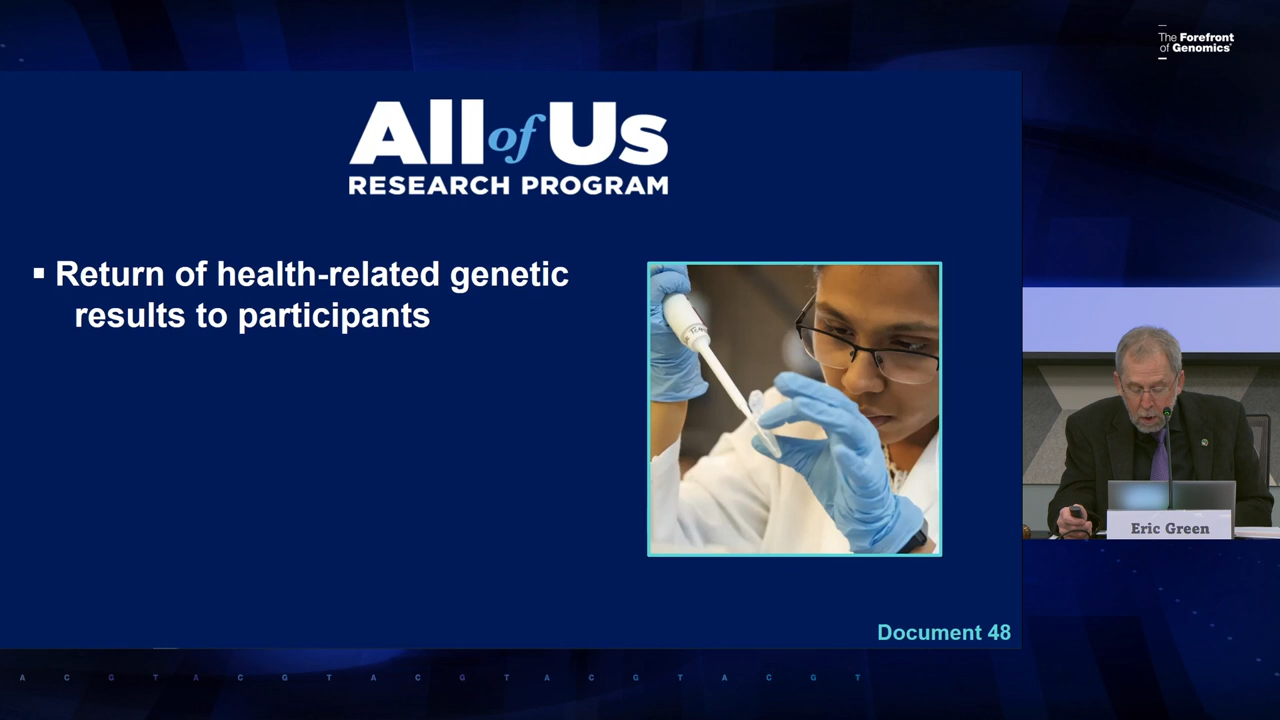 The Forefront
of Genomics®
All of Us
RESEARCH PROGRAM
▪ Return of health-related genetic
results to participants
Eric Green
Document 48
A C G T A C G T A C G T A C G T A C G T